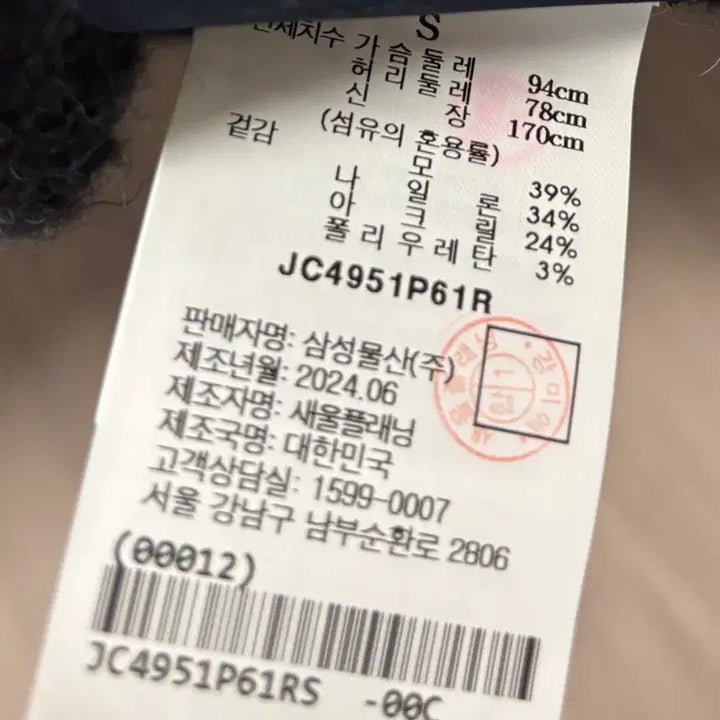 S
신체치수 가슴둘레 94cm
허리둘레 78cm
신장 170cm
겉감 (섬유의 혼용률)
모 39%
나일론 34%
아크릴 24%
폴리우레탄 3%
JC4951P61R
판매자명: 삼성물산(주)
제조년월: 2024.06
제조자명: 새울플래닝
제조국명: 대한민국
고객상담실: 1599-0007
서울 강남구 남부순환로 2806
(00012)
JC4951P61RS -00C